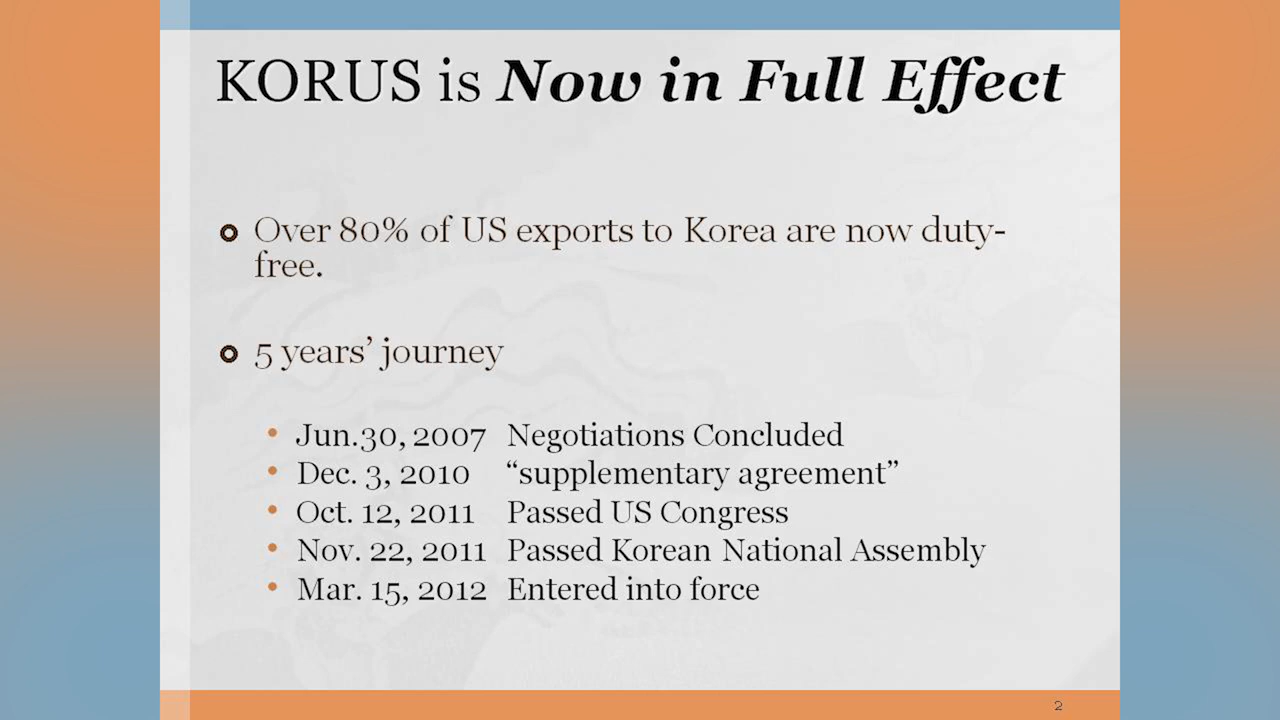 KORUS is Now in Full Effect
Over 80% of US exports to Korea are now duty-
free.
5 years’ journey
Jun.30, 2007 Negotiations Concluded
Dec. 3, 2010 “supplementary agreement”
Oct. 12, 2011 Passed US Congress
Nov. 22, 2011 Passed Korean National Assembly
Mar. 15, 2012 Entered into force
2